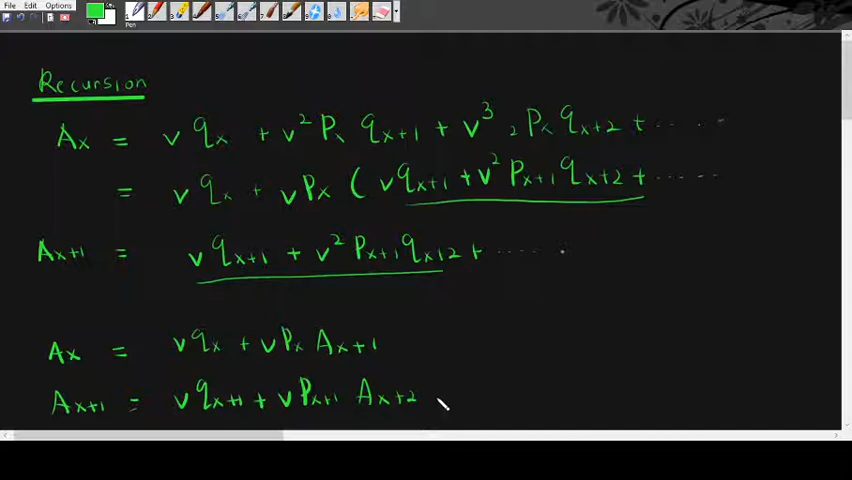 File Edit Options
Pen
Recursion
Ax = v qx + v² Px qx+1 + v³ ₂Px qx+2 + ......
= v qx + v Px ( v qx+1 + v² Px+1 qx+2 + ......
Ax+1 = v qx+1 + v² Px+1 qx+2 + ......
Ax = v qx + v Px Ax+1
Ax+1 = v qx+1 + v Px+1 Ax+2